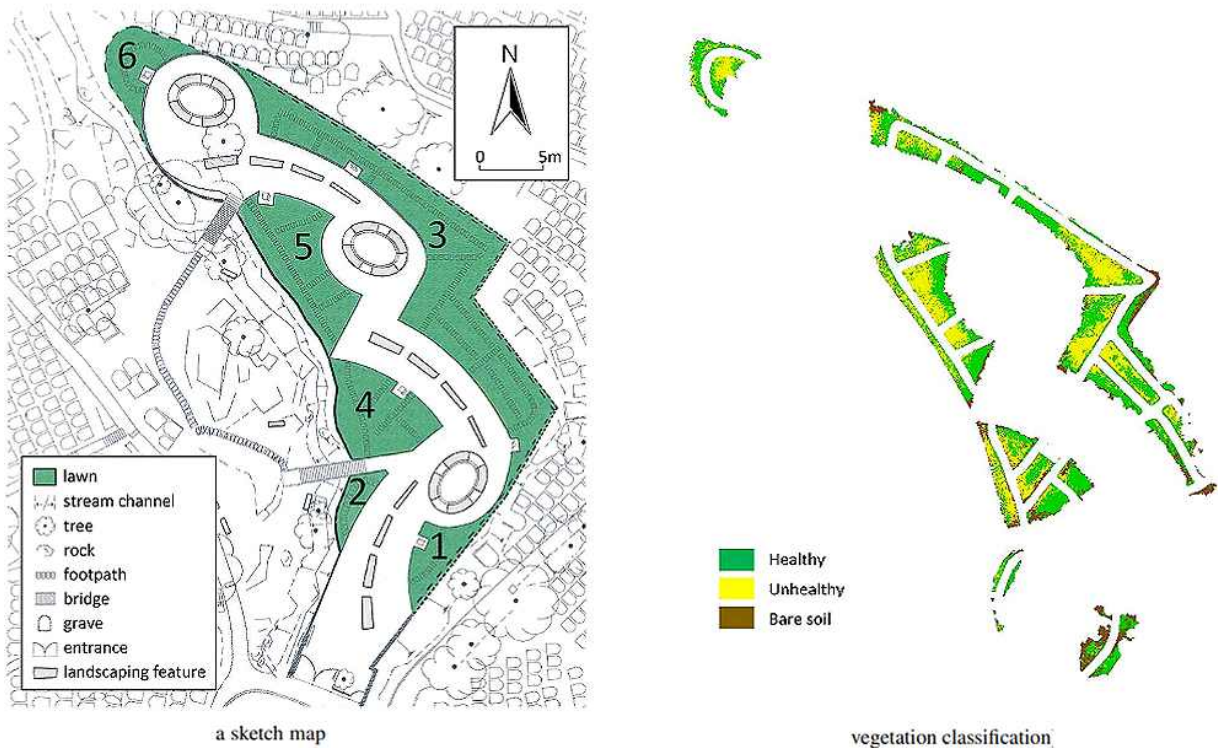 6
N
0 5m
3
5
4
2
1
lawn
stream channel
tree
rock
footpath
bridge
grave
entrance
landscaping feature
Healthy
Unhealthy
Bare soil
a sketch map
vegetation classification